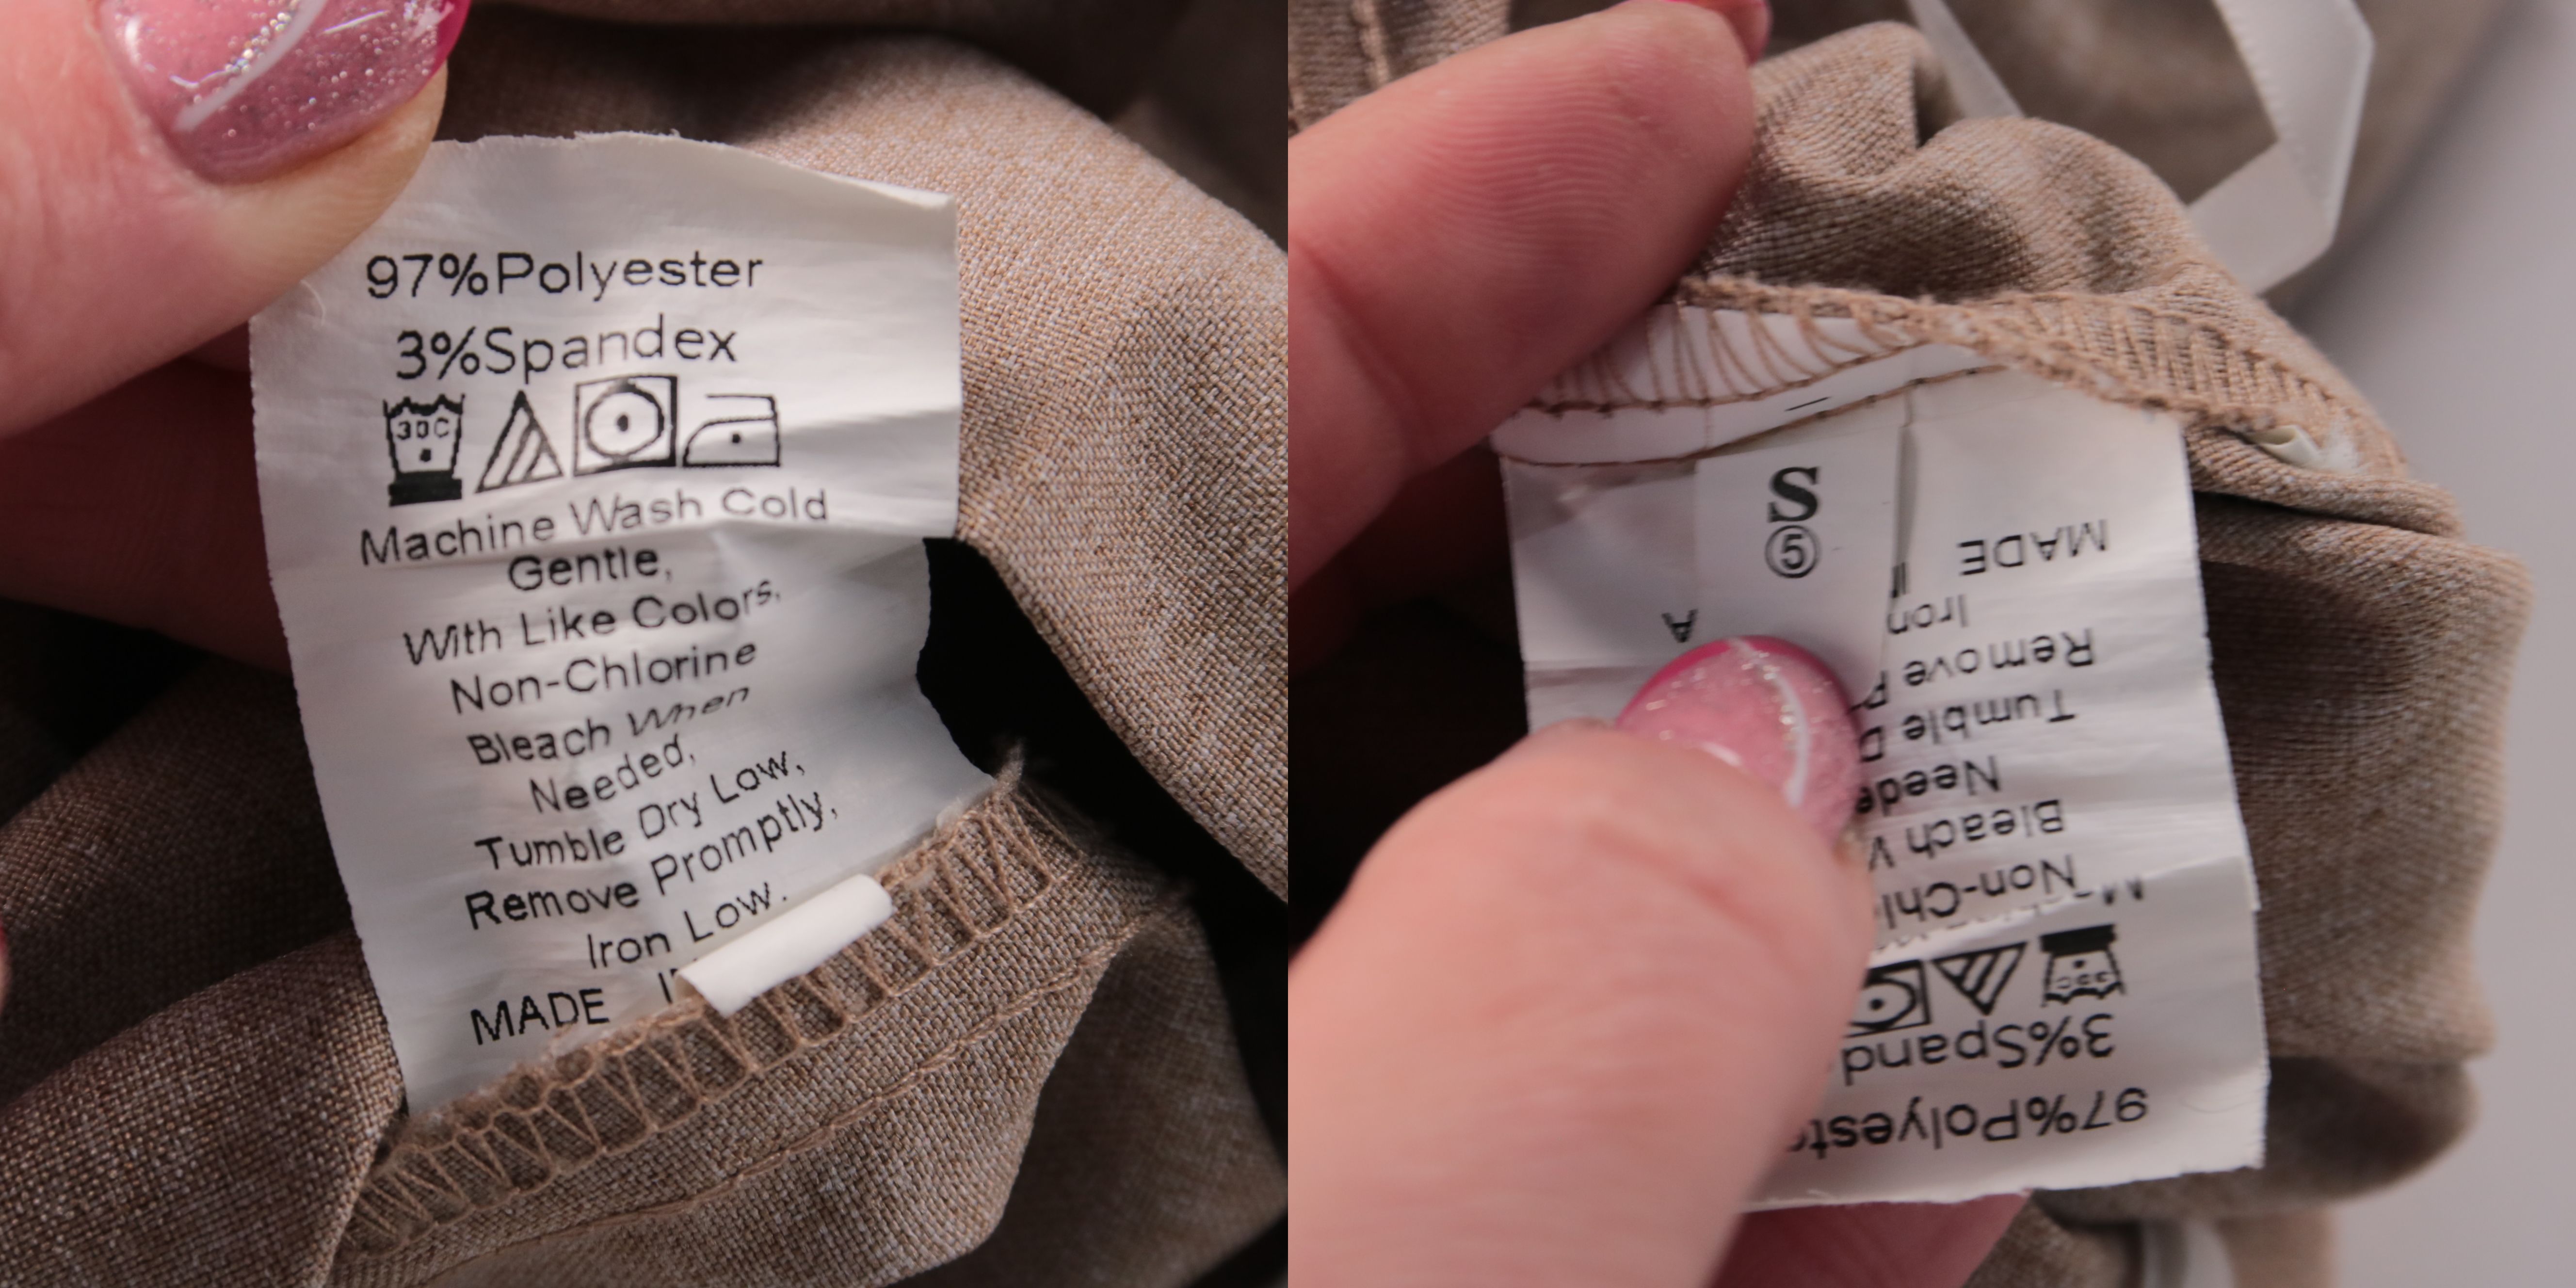 97%Polyester
3%Spandex
30C
Machine Wash Cold
Gentle,
With Like Colors,
Non-Chlorine
Bleach When
Needed,
Tumble Dry Low,
Remove Promptly,
Iron Low.
MADE
S
⑤
MADE
A
Iron
Remove P
Tumble D
Neede
Bleach
Non-Chl
3%Spand
97%Polyeste